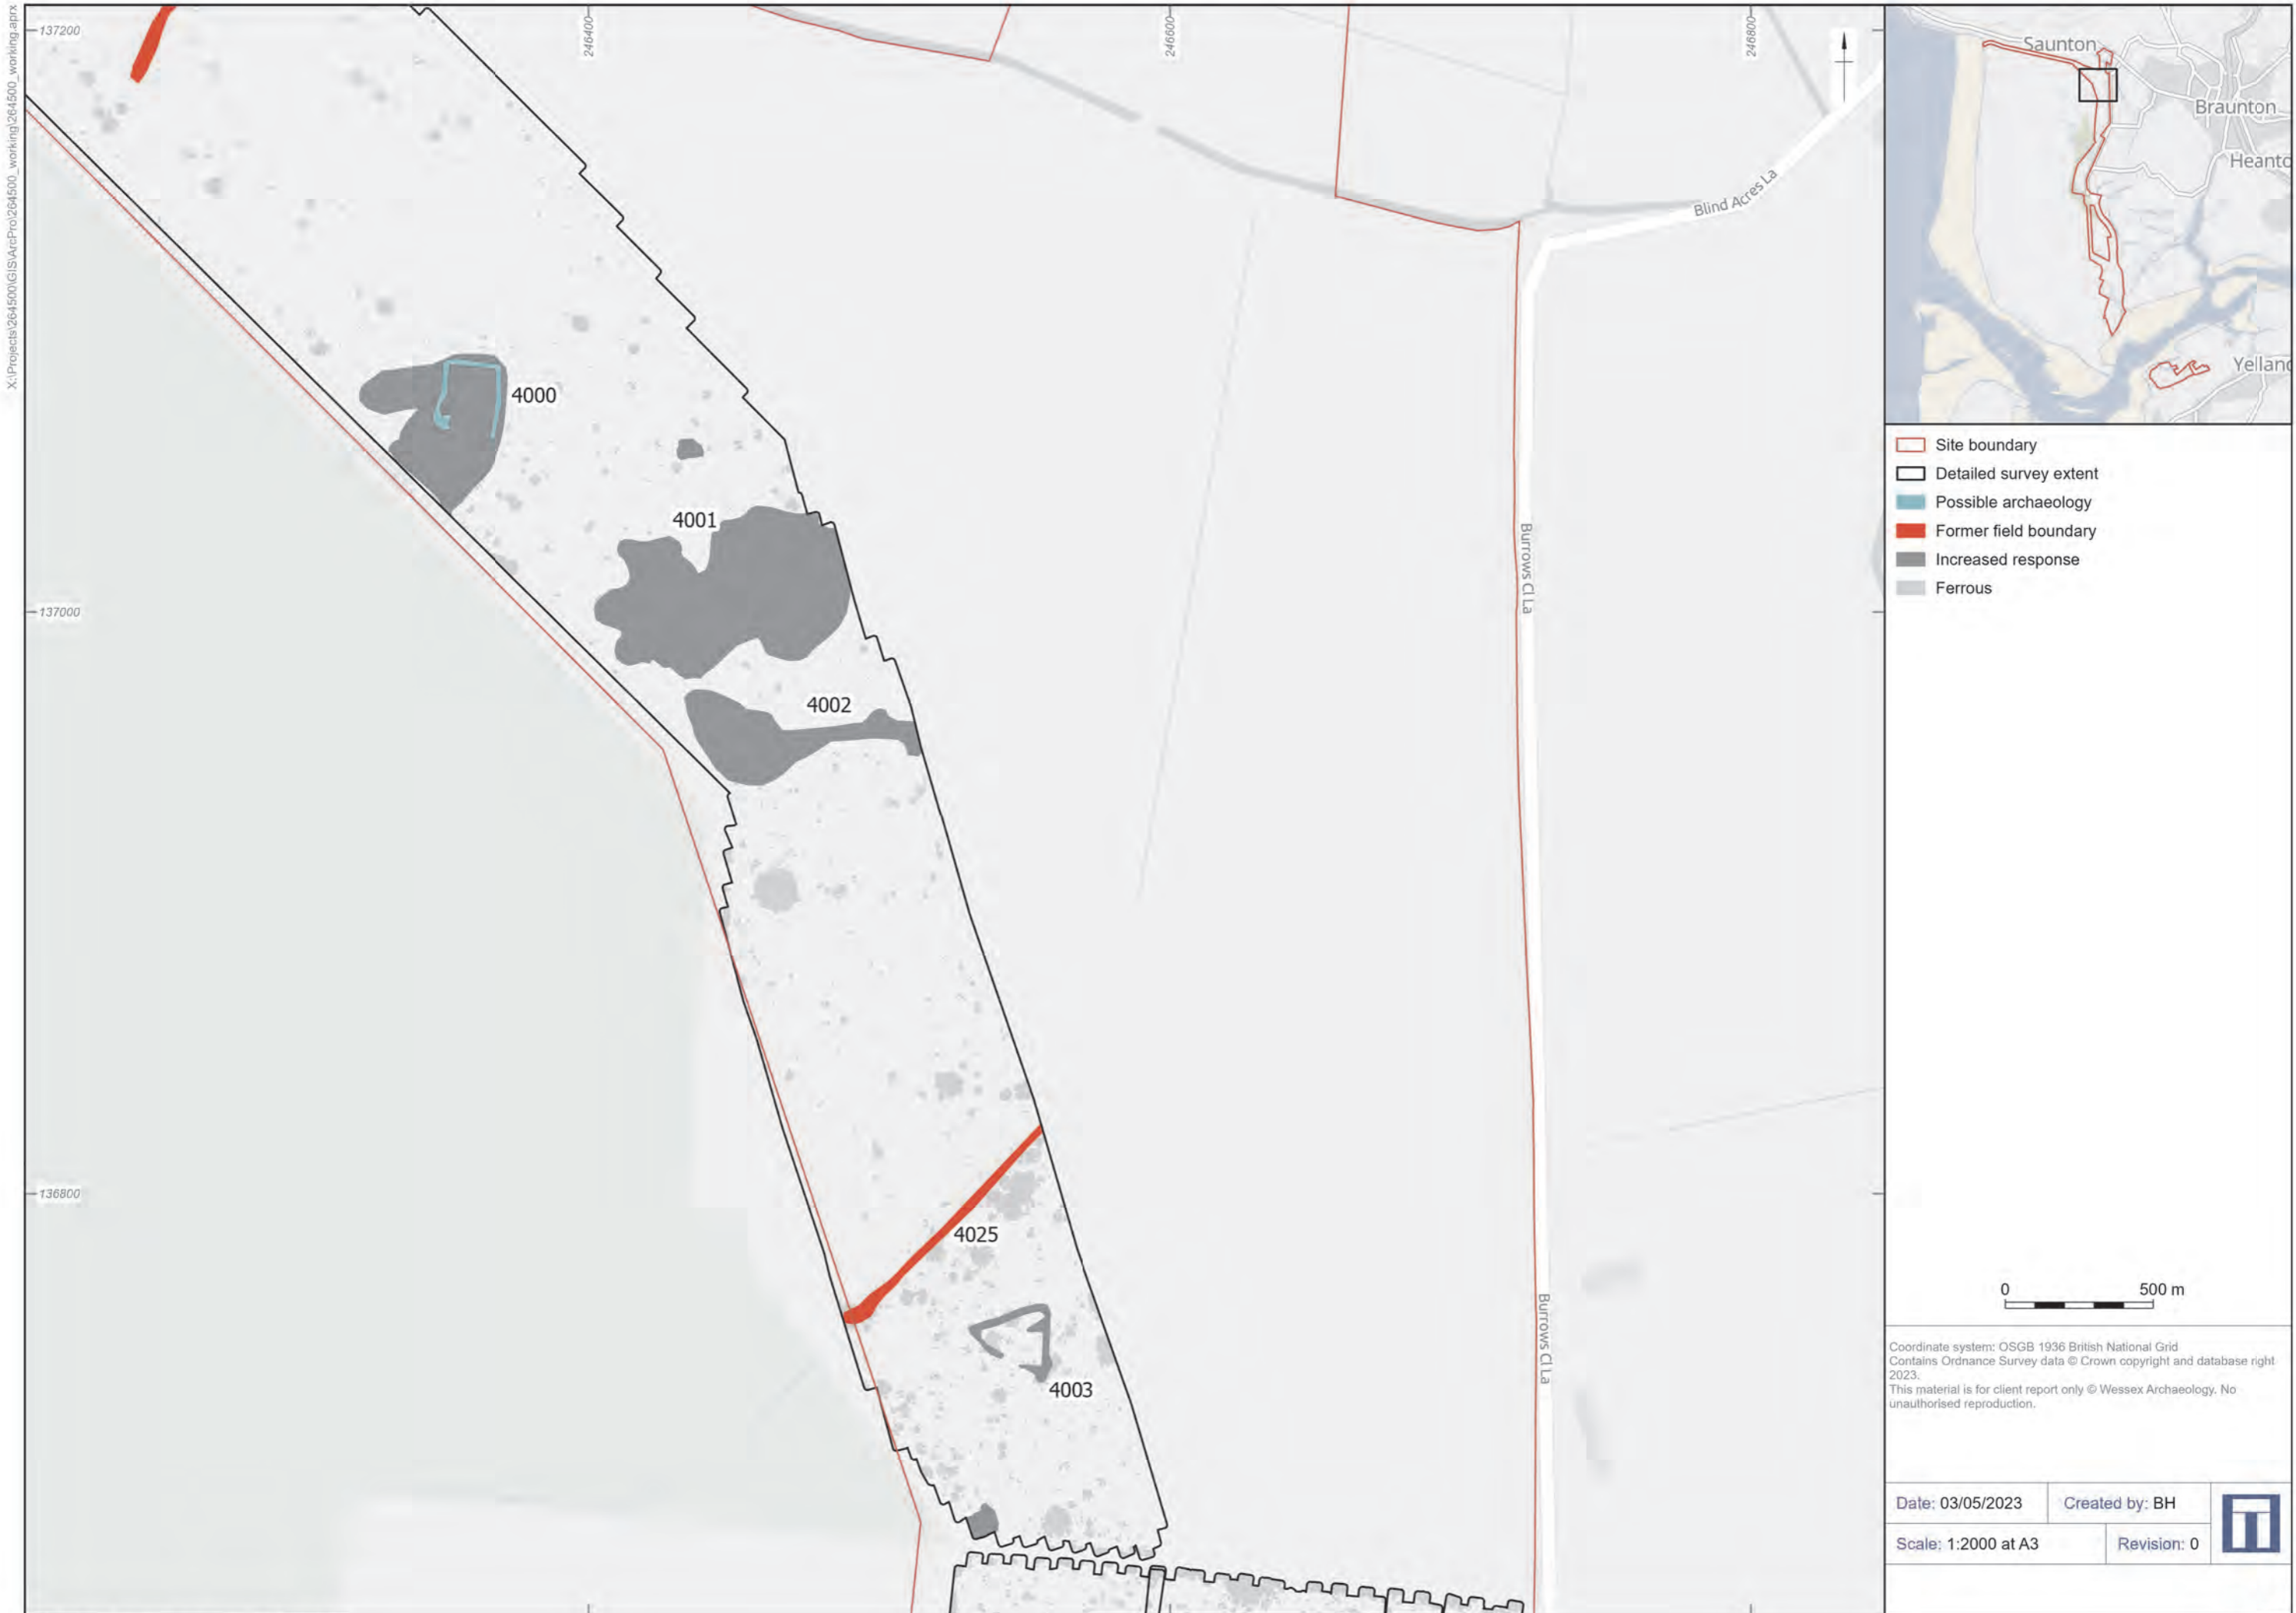 X:\Projects\264500\GIS\ArcPro\264500_working\264500_working.aprx
137200
246400
246600
246800
Blind Acres La
4000
4001
137000
Burrows Cl La
4002
136800
4025
4003
Burrows Cl La
Saunton
Braunton
Heanto
Yelland
Site boundary
Detailed survey extent
Possible archaeology
Former field boundary
Increased response
Ferrous
0 500 m
Coordinate system: OSGB 1936 British National Grid
Contains Ordnance Survey data © Crown copyright and database right
2023.
This material is for client report only © Wessex Archaeology. No
unauthorised reproduction.
Date: 03/05/2023 Created by: BH
Scale: 1:2000 at A3 Revision: 0